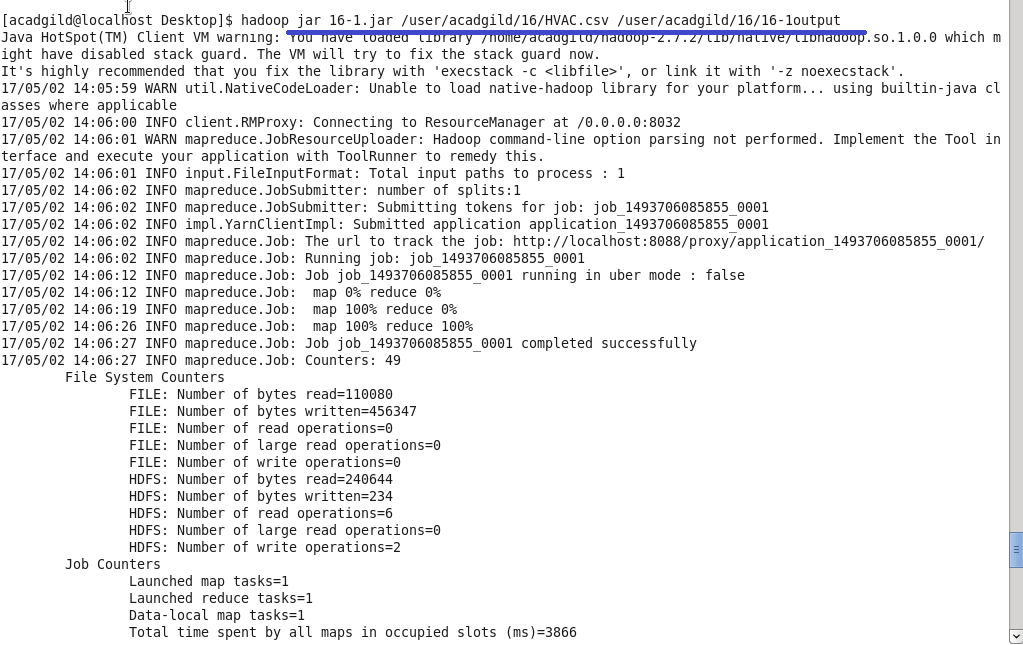 [acadgild@localhost Desktop]$ hadoop jar 16-1.jar /user/acadgild/16/HVAC.csv /user/acadgild/16/16-1output
Java HotSpot(TM) Client VM warning: You have loaded library /home/acadgild/hadoop-2.7.2/lib/native/libhadoop.so.1.0.0 which m
ight have disabled stack guard. The VM will try to fix the stack guard now.
It's highly recommended that you fix the library with 'execstack -c <libfile>', or link it with '-z noexecstack'.
17/05/02 14:05:59 WARN util.NativeCodeLoader: Unable to load native-hadoop library for your platform... using builtin-java cl
asses where applicable
17/05/02 14:06:00 INFO client.RMProxy: Connecting to ResourceManager at /0.0.0.0:8032
17/05/02 14:06:01 WARN mapreduce.JobResourceUploader: Hadoop command-line option parsing not performed. Implement the Tool in
terface and execute your application with ToolRunner to remedy this.
17/05/02 14:06:01 INFO input.FileInputFormat: Total input paths to process : 1
17/05/02 14:06:02 INFO mapreduce.JobSubmitter: number of splits:1
17/05/02 14:06:02 INFO mapreduce.JobSubmitter: Submitting tokens for job: job_1493706085855_0001
17/05/02 14:06:02 INFO impl.YarnClientImpl: Submitted application application_1493706085855_0001
17/05/02 14:06:02 INFO mapreduce.Job: The url to track the job: http://localhost:8088/proxy/application_1493706085855_0001/
17/05/02 14:06:02 INFO mapreduce.Job: Running job: job_1493706085855_0001
17/05/02 14:06:12 INFO mapreduce.Job: Job job_1493706085855_0001 running in uber mode : false
17/05/02 14:06:12 INFO mapreduce.Job:  map 0% reduce 0%
17/05/02 14:06:19 INFO mapreduce.Job:  map 100% reduce 0%
17/05/02 14:06:26 INFO mapreduce.Job:  map 100% reduce 100%
17/05/02 14:06:27 INFO mapreduce.Job: Job job_1493706085855_0001 completed successfully
17/05/02 14:06:27 INFO mapreduce.Job: Counters: 49
File System Counters
FILE: Number of bytes read=110080
FILE: Number of bytes written=456347
FILE: Number of read operations=0
FILE: Number of large read operations=0
FILE: Number of write operations=0
HDFS: Number of bytes read=240644
HDFS: Number of bytes written=234
HDFS: Number of read operations=6
HDFS: Number of large read operations=0
HDFS: Number of write operations=2
Job Counters
Launched map tasks=1
Launched reduce tasks=1
Data-local map tasks=1
Total time spent by all maps in occupied slots (ms)=3866